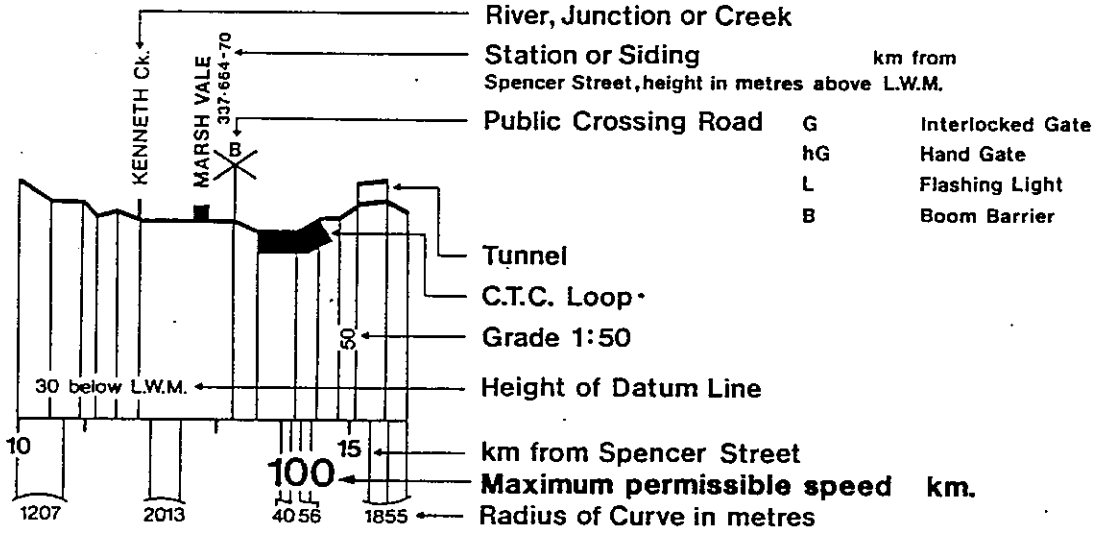 River, Junction or Creek
KENNETH Ck.
MARSH VALE
337·664-70
Station or Siding km from
Spencer Street, height in metres above L.W.M.
Public Crossing Road G Interlocked Gate
B
hG Hand Gate
L Flashing Light
B Boom Barrier
Tunnel
C.T.C. Loop
50
Grade 1:50
30 below L.W.M.
Height of Datum Line
10
15
km from Spencer Street
100
Maximum permissible speed km.
1207
2013
40 56
1855
Radius of Curve in metres